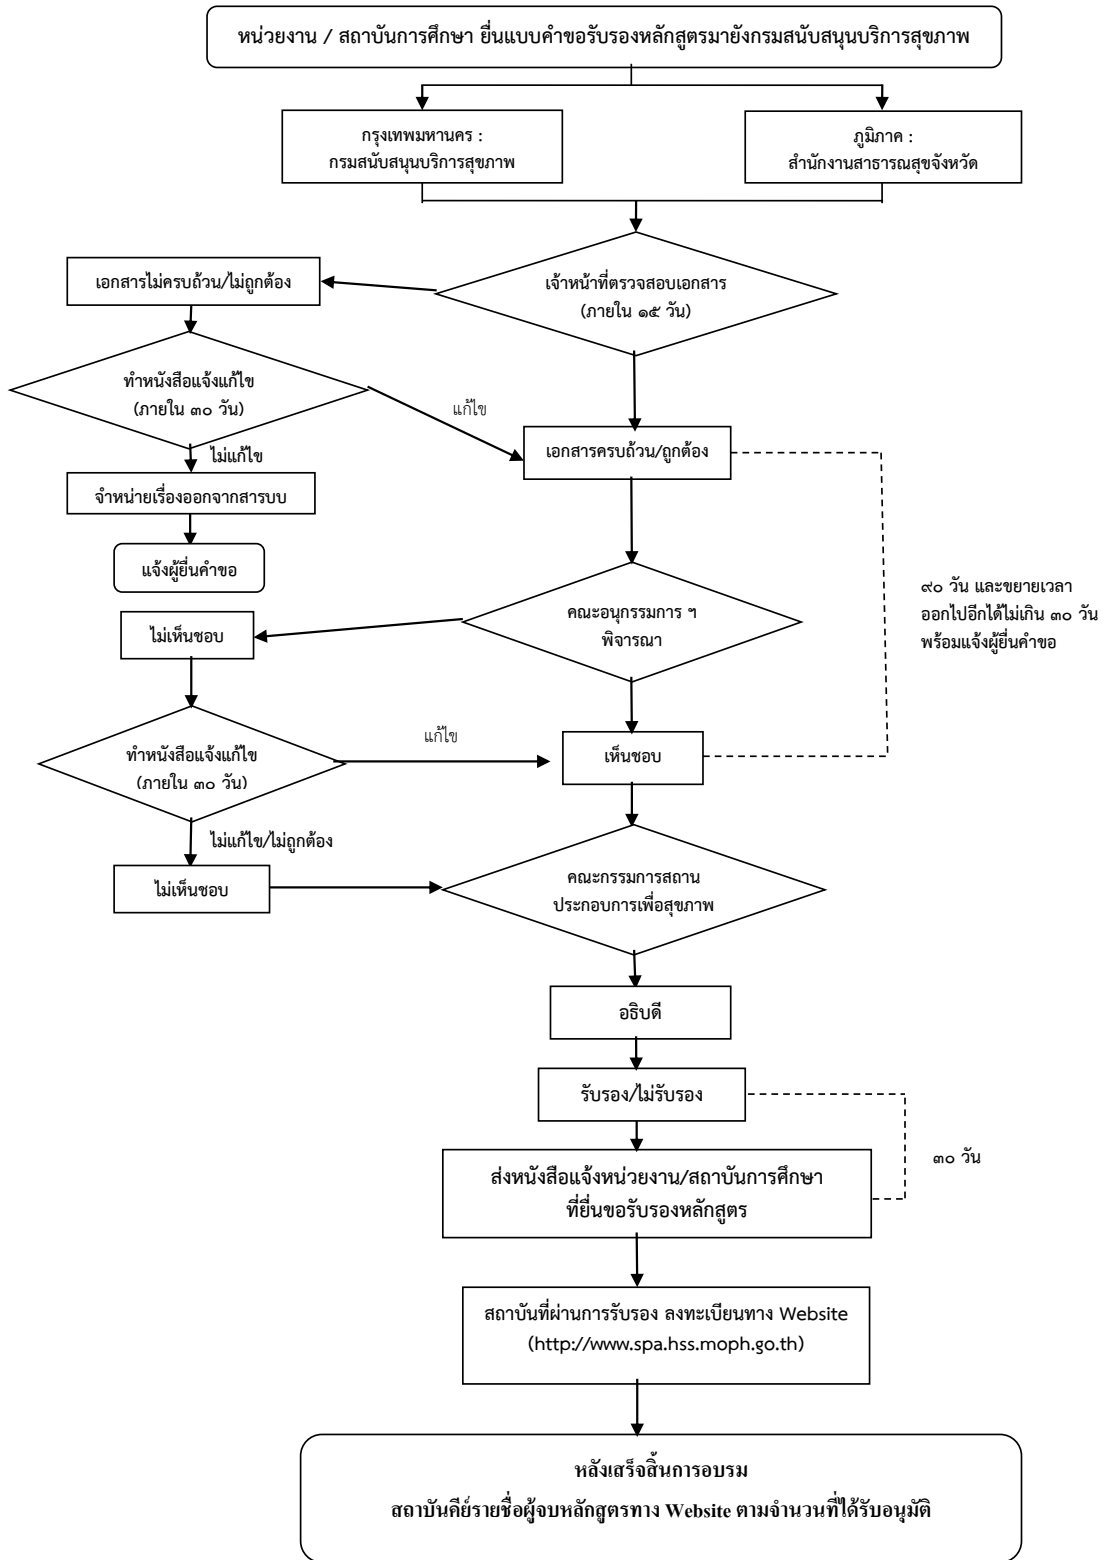 หน่วยงาน / สถาบันการศึกษา ยื่นแบบคำขอรับรองหลักสูตรมายังกรมสนับสนุนบริการสุขภาพ
กรุงเทพมหานคร :
กรมสนับสนุนบริการสุขภาพ
ภูมิภาค :
สำนักงานสาธารณสุขจังหวัด
เจ้าหน้าที่ตรวจสอบเอกสาร
(ภายใน ๑๕ วัน)
เอกสารไม่ครบถ้วน/ไม่ถูกต้อง
ทำหนังสือแจ้งแก้ไข
(ภายใน ๓๐ วัน)
แก้ไข
เอกสารครบถ้วน/ถูกต้อง
ไม่แก้ไข
จำหน่ายเรื่องออกจากสารบบ
แจ้งผู้ยื่นคำขอ
๙๐ วัน และขยายเวลา
ออกไปอีกได้ไม่เกิน ๓๐ วัน
พร้อมแจ้งผู้ยื่นคำขอ
คณะอนุกรรมการ ฯ
พิจารณา
ไม่เห็นชอบ
ทำหนังสือแจ้งแก้ไข
(ภายใน ๓๐ วัน)
แก้ไข
เห็นชอบ
ไม่แก้ไข/ไม่ถูกต้อง
ไม่เห็นชอบ
คณะกรรมการสถาน
ประกอบการเพื่อสุขภาพ
อธิบดี
รับรอง/ไม่รับรอง
๓๐ วัน
ส่งหนังสือแจ้งหน่วยงาน/สถาบันการศึกษา
ที่ยื่นขอรับรองหลักสูตร
สถาบันที่ผ่านการรับรอง ลงทะเบียนทาง Website
(http://www.spa.hss.moph.go.th)
หลังเสร็จสิ้นการอบรม
สถาบันคีย์รายชื่อผู้จบหลักสูตรทาง Website ตามจำนวนที่ได้รับอนุมัติ